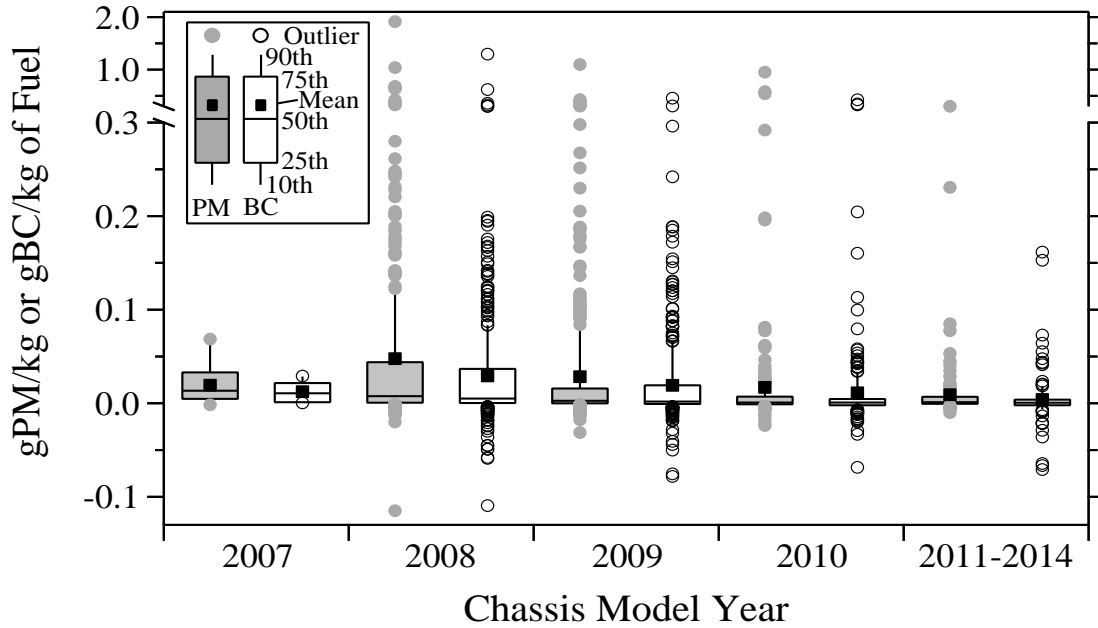 2.0
1.0
0.3
0.2
0.1
0.0
-0.1
gPM/kg or gBC/kg of Fuel
Outlier
90th
75th
Mean
50th
25th
10th
PM BC
2007 2008 2009 2010 2011-2014
Chassis Model Year